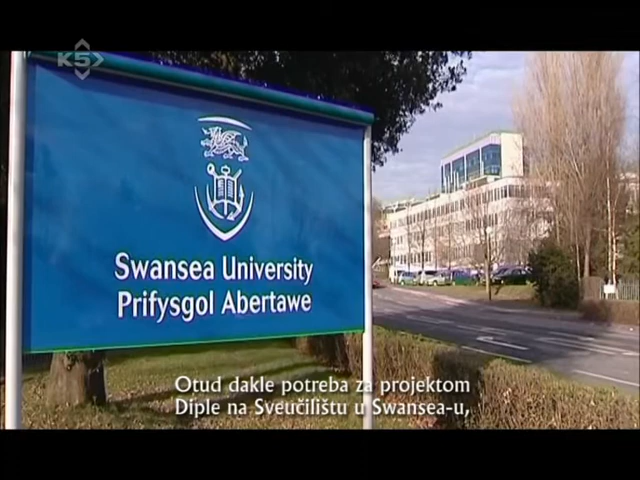 K5
Swansea University
Prifysgol Abertawe
Otud dakle potreba za projektom
Diple na Sveučilištu u Swansea-u,